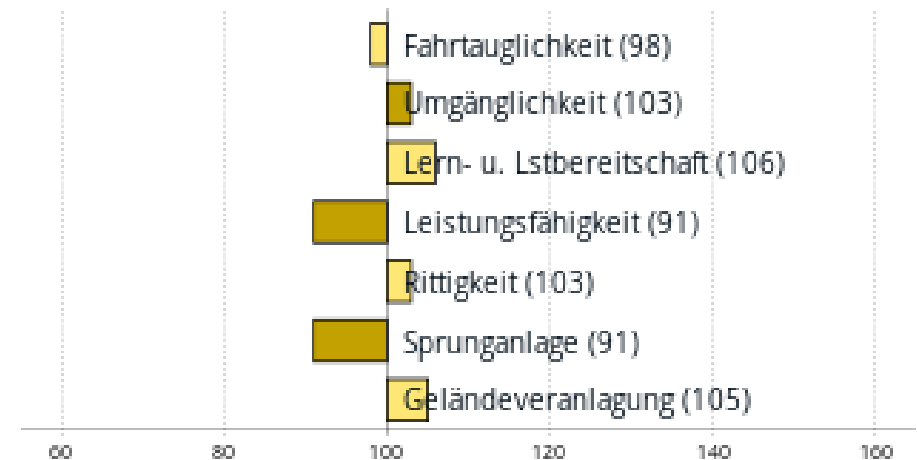 Fahrtauglichkeit (98)
Umgänglichkeit (103)
Lern- u. Lstbereitschaft (106)
Leistungsfähigkeit (91)
Rittigkeit (103)
Sprunganlage (91)
Geländeveranlagung (105)
60 80 100 120 140 160